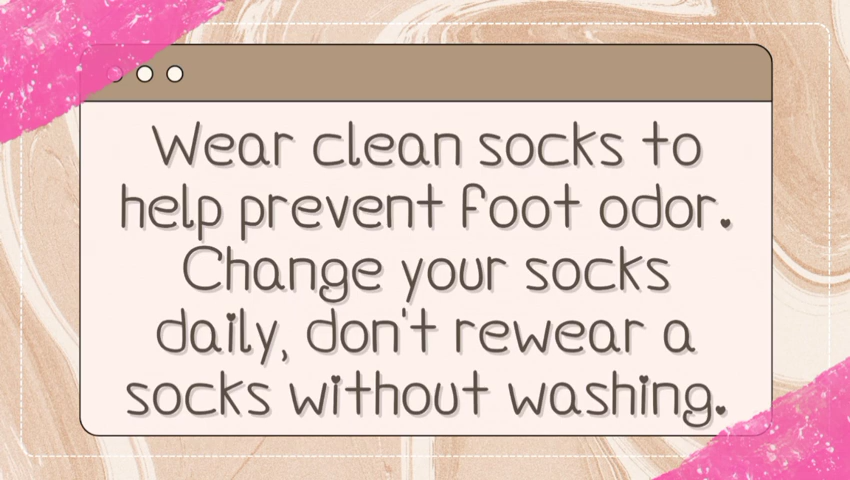 Wear clean socks to
help prevent foot odor.
Change your socks
daily, don't rewear a
socks without washing.